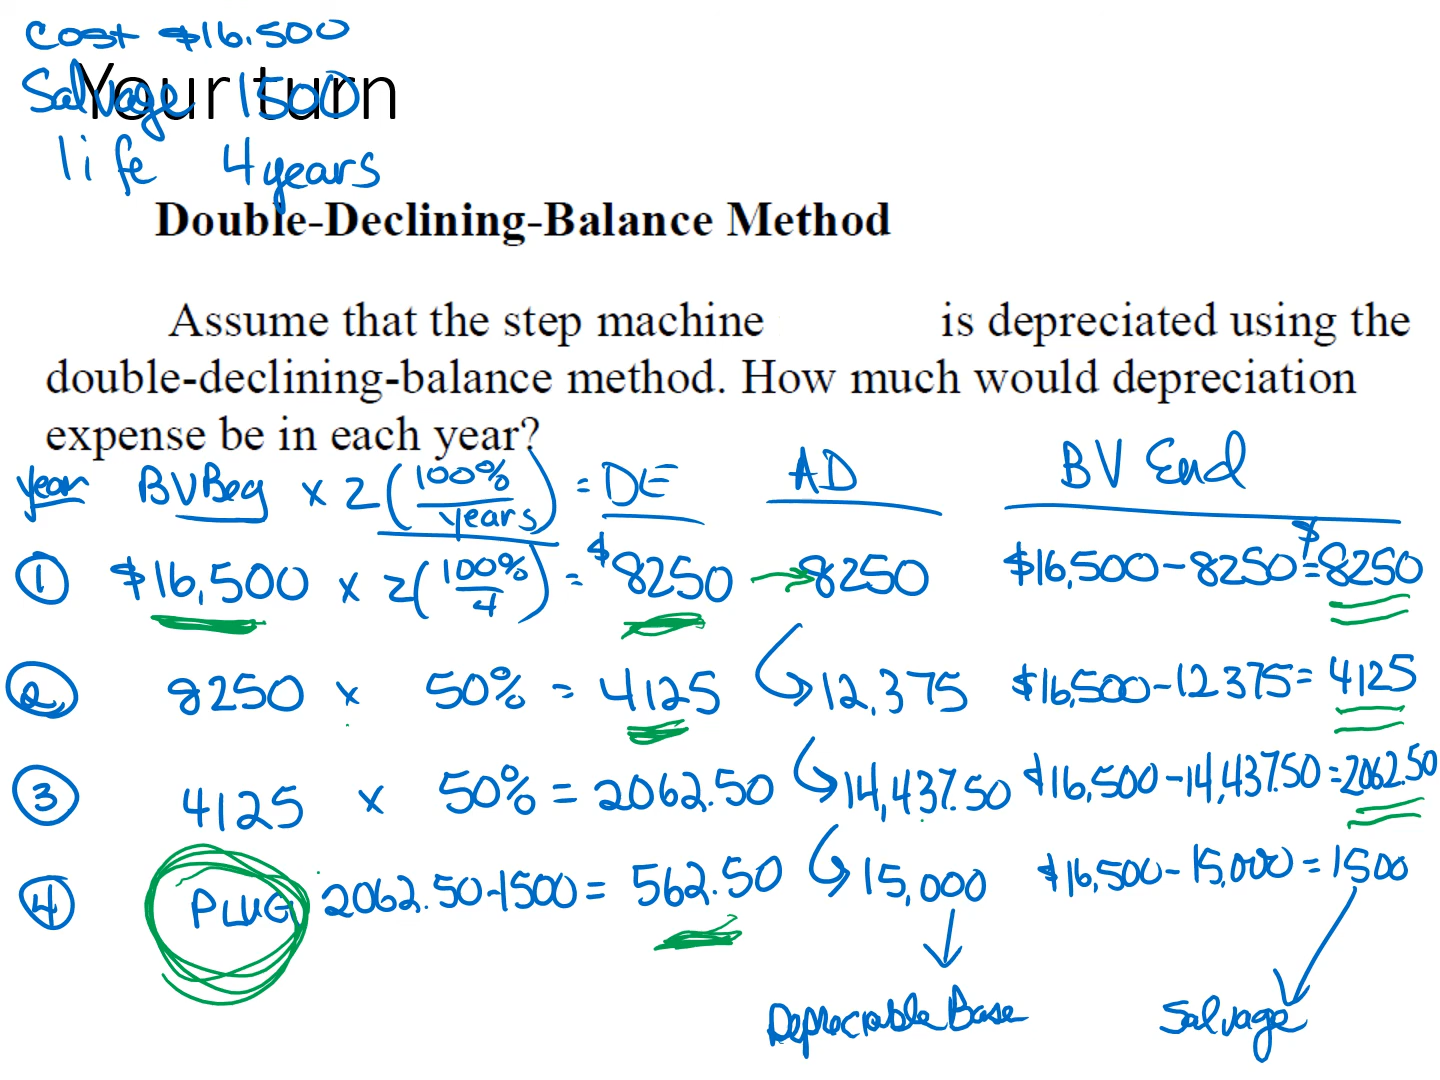 Cost $16.500
Your turn
Salvage 1500
life 4 years
Double-Declining-Balance Method
Assume that the step machine is depreciated using the
double-declining-balance method. How much would depreciation
expense be in each year?
year BVBeg x 2 (100%/years) = DE AD BV End
1 $16,500 x 2(100%/4) = $8250 → 8250 $16,500-8250=$8250
2 8250 x 50% = 4125 12,375 $16,500-12375= 4125
3 4125 x 50% = 2062.50 14,437.50 $16,500-14,437.50=2062.50
4 PLUG 2062.50-1500= 562.50 15,000 $16,500-15,000=1500
Depreciable Base Salvage